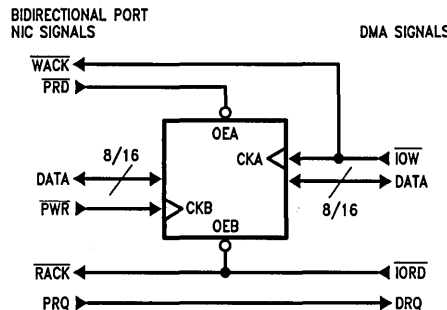 BIDIRECTIONAL PORT
NIC SIGNALS
DMA SIGNALS
WACK
PRD
OEA
8/16
CKA
IOW
DATA
DATA
PWR
CKB
8/16
OEB
RACK
IORD
PRQ
DRQ